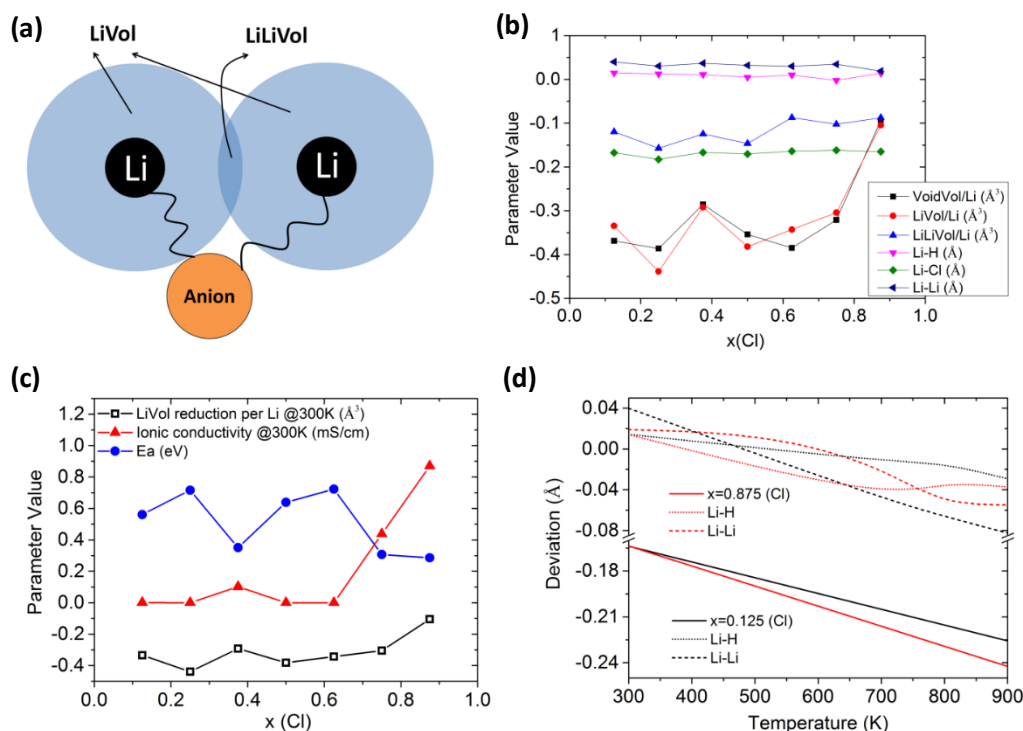 (a)
LiVol
LiLiVol
Li
Li
Anion
(b)
Parameter Value
1
0.0
-0.1
-0.2
-0.3
-0.4
-0.5
VoidVol/Li (Å³)
LiVol/Li (Å³)
LiLiVol/Li (Å³)
Li-H (Å)
Li-Cl (Å)
Li-Li (Å)
0.0 0.2 0.4 0.6 0.8 1.0
x(Cl)
(c)
Parameter Value
LiVol reduction per Li @300K (Å³)
Ionic conductivity @300K (mS/cm)
Ea (eV)
1.2
1.0
0.8
0.6
0.4
0.2
0.0
-0.2
-0.4
0.0 0.2 0.4 0.6 0.8 1.0
x (Cl)
(d)
Deviation (Å)
0.04
0.00
-0.04
-0.08
-0.18
-0.21
-0.24
x=0.875 (Cl)
Li-H
Li-Li
x=0.125 (Cl)
Li-H
Li-Li
300 400 500 600 700 800 900
Temperature (K)